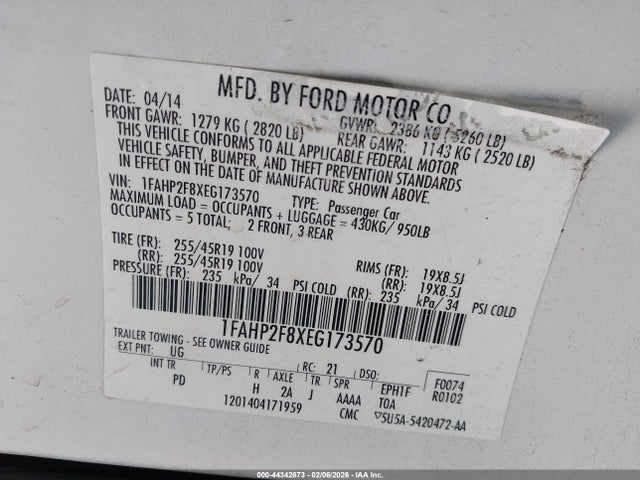 MFD. BY FORD MOTOR CO.
DATE: 04/14 GVWR: 2386 KG ( 5260 LB)
FRONT GAWR: 1279 KG ( 2820 LB) REAR GAWR: 1143 KG ( 2520 LB)
THIS VEHICLE CONFORMS TO ALL APPLICABLE FEDERAL MOTOR
VEHICLE SAFETY, BUMPER, AND THEFT PREVENTION STANDARDS
IN EFFECT ON THE DATE OF MANUFACTURE SHOWN ABOVE.
VIN: 1FAHP2F8XEG173570 TYPE: Passenger Car
MAXIMUM LOAD = OCCUPANTS + LUGGAGE = 430KG/ 950LB
OCCUPANTS = 5 TOTAL; 2 FRONT, 3 REAR
TIRE (FR): 255/45R19 100V RIMS (FR): 19X8.5J
(RR): 255/45R19 100V (RR): 19X8.5J
PRESSURE (FR): 235 kPa/ 34 PSI COLD (RR): 235 kPa/ 34 PSI COLD
1FAHP2F8XEG173570
TRAILER TOWING - SEE OWNER GUIDE
EXT PNT: UG RC: 21 DSO: F0074
INT TR TP/PS R AXLE TR SPR EPH1F R0102
PD H 2A J AAAA TOA
1201404171959 CMC 5U5A-5420472-AA
000-44342673 - 02/06/2026 - IAA Inc.